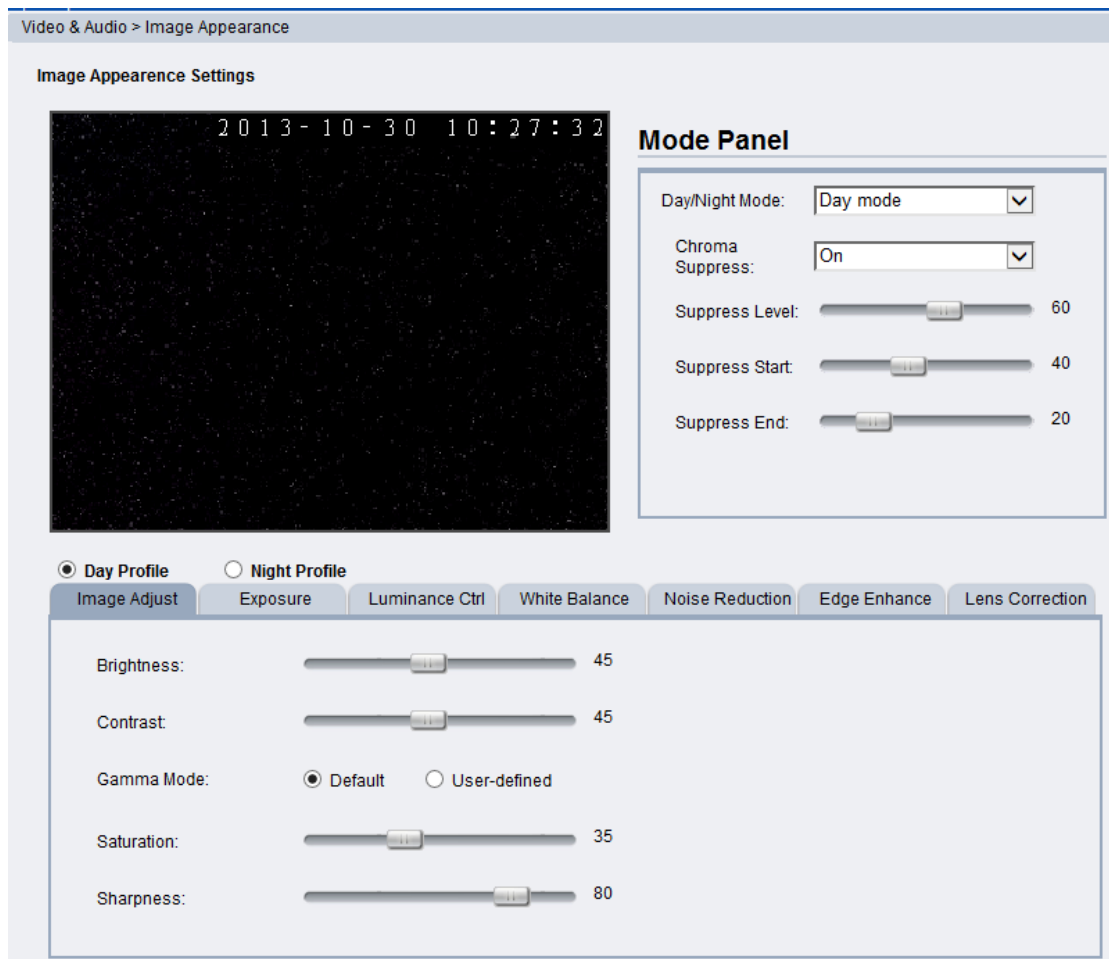 Video & Audio > Image Appearance
Image Appearence Settings
2013-10-30 10:27:32
Mode Panel
Day/Night Mode: Day mode
Chroma
Suppress: On
Suppress Level: 60
Suppress Start: 40
Suppress End: 20
Day Profile Night Profile
Image Adjust Exposure Luminance Ctrl White Balance Noise Reduction Edge Enhance Lens Correction
Brightness: 45
Contrast: 45
Gamma Mode: Default User-defined
Saturation: 35
Sharpness: 80